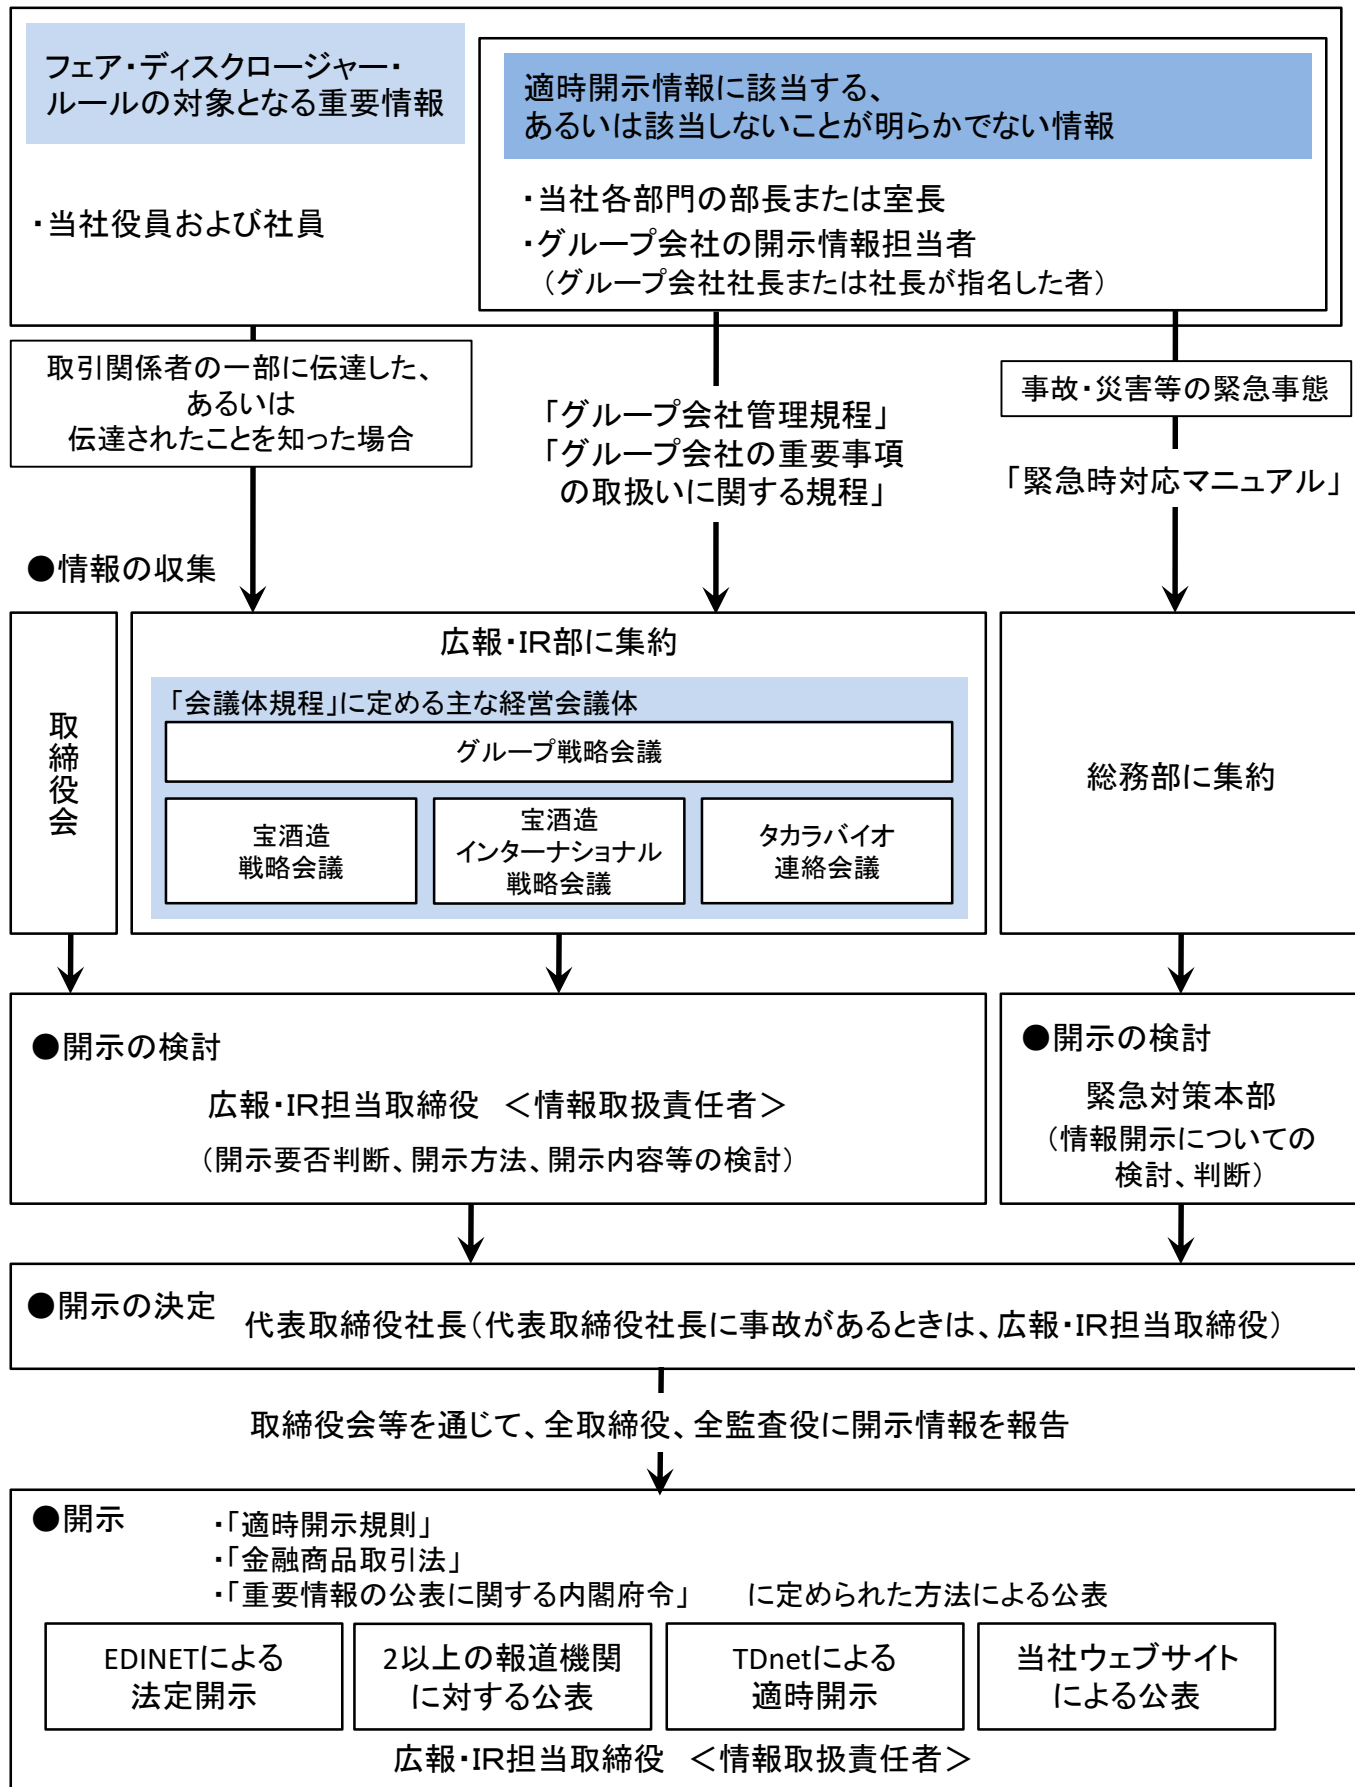 フェア・ディスクロージャー・
ルールの対象となる重要情報
・当社役員および社員
適時開示情報に該当する、
あるいは該当しないことが明らかでない情報
・当社各部門の部長または室長
・グループ会社の開示情報担当者
（グループ会社社長または社長が指名した者）
取引関係者の一部に伝達した、
あるいは
伝達されたことを知った場合
「グループ会社管理規程」
「グループ会社の重要事項
の取扱いに関する規程」
事故・災害等の緊急事態
「緊急時対応マニュアル」
●情報の収集
取締役会
広報・IR部に集約
「会議体規程」に定める主な経営会議体
グループ戦略会議
宝酒造
戦略会議
宝酒造
インターナショナル
戦略会議
タカラバイオ
連絡会議
総務部に集約
●開示の検討
広報・IR担当取締役　＜情報取扱責任者＞
（開示要否判断、開示方法、開示内容等の検討）
●開示の検討
緊急対策本部
（情報開示についての
検討、判断）
●開示の決定　代表取締役社長（代表取締役社長に事故があるときは、広報・IR担当取締役）
取締役会等を通じて、全取締役、全監査役に開示情報を報告
●開示
・「適時開示規則」
・「金融商品取引法」
・「重要情報の公表に関する内閣府令」　に定められた方法による公表
EDINETによる
法定開示
2以上の報道機関
に対する公表
TDnetによる
適時開示
当社ウェブサイト
による公表
広報・IR担当取締役　＜情報取扱責任者＞